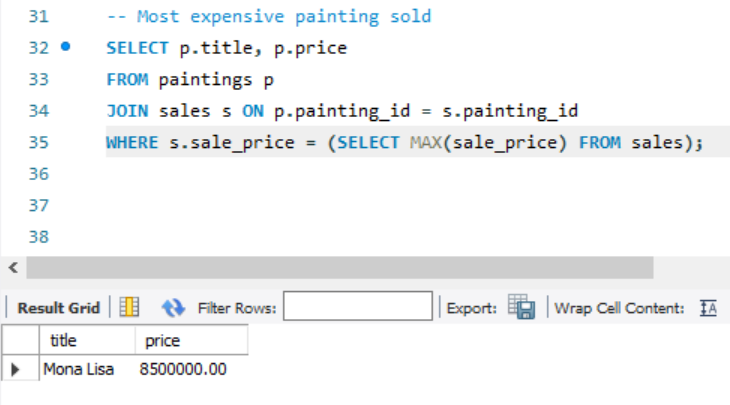 31 -- Most expensive painting sold
32 SELECT p.title, p.price
33 FROM paintings p
34 JOIN sales s ON p.painting_id = s.painting_id
35 WHERE s.sale_price = (SELECT MAX(sale_price) FROM sales);
36
37
38
Result Grid Filter Rows: Export: Wrap Cell Content: IA
title price
Mona Lisa 8500000.00